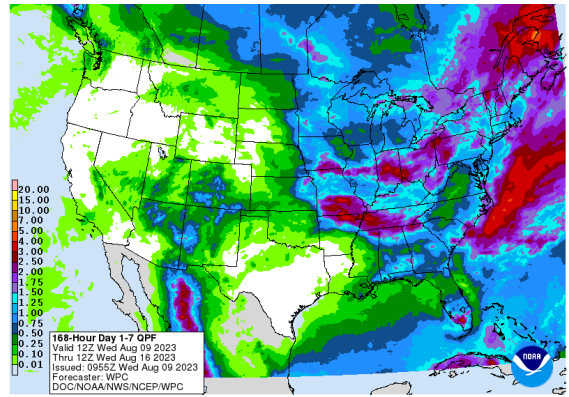 20.00
15.00
10.00
7.00
5.00
4.00
3.00
2.50
2.00
1.75
1.50
1.25
1.00
0.75
0.50
0.25
0.10
0.01
168-Hour Day 1-7 QPF
Valid 12Z Wed Aug 09 2023
Thru 12Z Wed Aug 16 2023
Issued: 0955Z Wed Aug 09 2023
Forecaster: WPC
DOC/NOAA/NWS/NCEP/WPC
NOAA